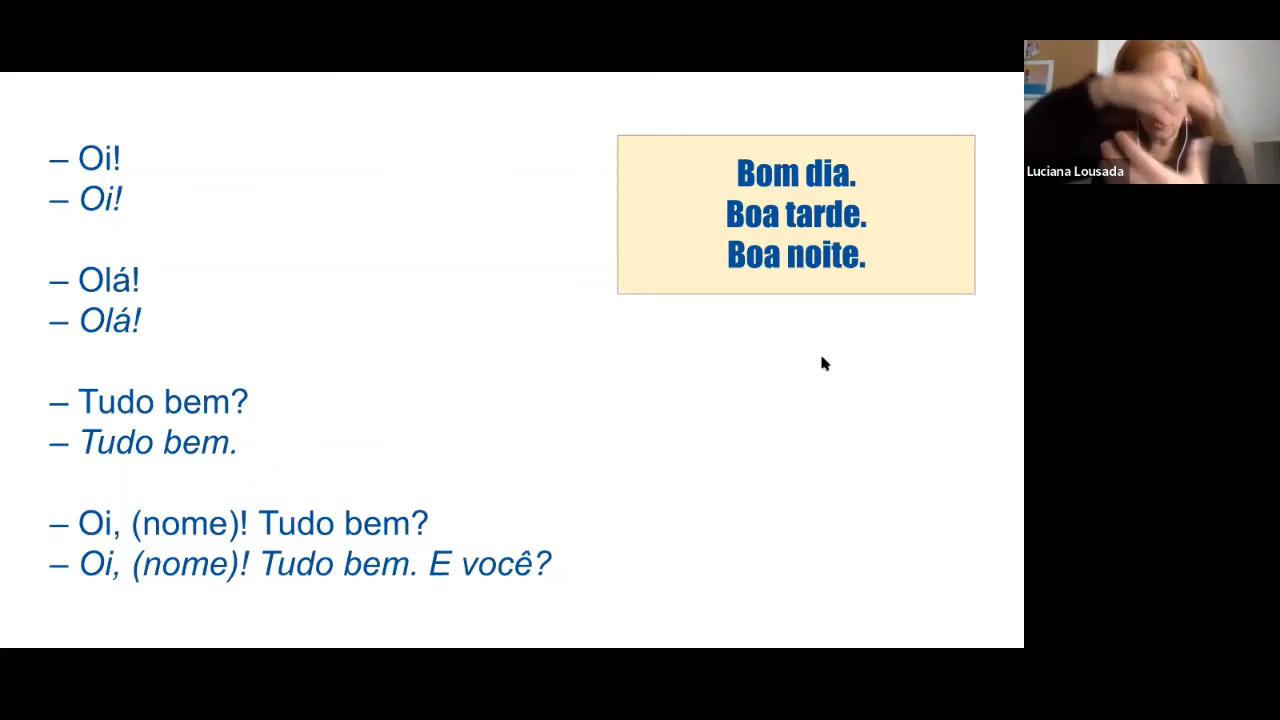 – Oi!
– Oi!
– Olá!
– Olá!
– Tudo bem?
– Tudo bem.
– Oi, (nome)! Tudo bem?
– Oi, (nome)! Tudo bem. E você?
Bom dia.
Boa tarde.
Boa noite.
Luciana Lousada